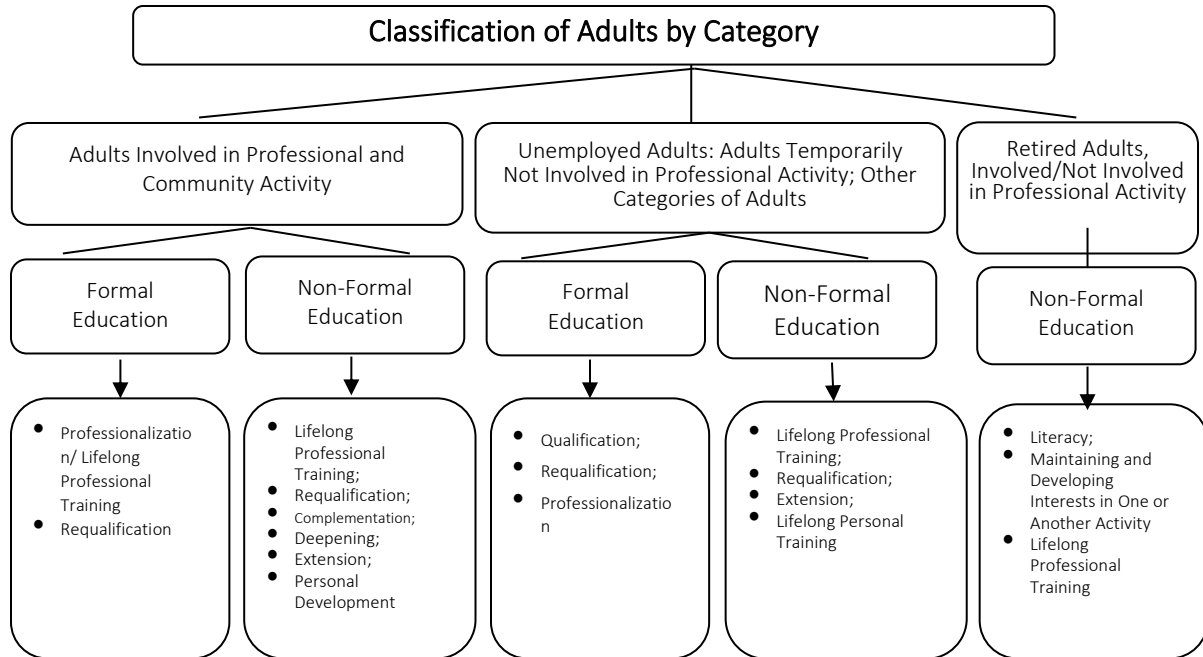 Classification of Adults by Category
Adults Involved in Professional and
Community Activity
Unemployed Adults: Adults Temporarily
Not Involved in Professional Activity; Other
Categories of Adults
Retired Adults,
Involved/Not Involved
in Professional Activity
Formal
Education
Non-Formal
Education
Formal
Education
Non-Formal
Education
Non-Formal
Education
• Professionalizatio
n/ Lifelong
Professional
Training
• Requalification
• Lifelong
Professional
Training;
• Requalification;
• Complementation;
• Deepening;
• Extension;
• Personal
Development
• Qualification;
• Requalification;
• Professionalizatio
n
• Lifelong Professional
Training;
• Requalification;
• Extension;
• Lifelong Personal
Training
• Literacy;
• Maintaining and
Developing
Interests in One or
Another Activity
• Lifelong
Professional
Training